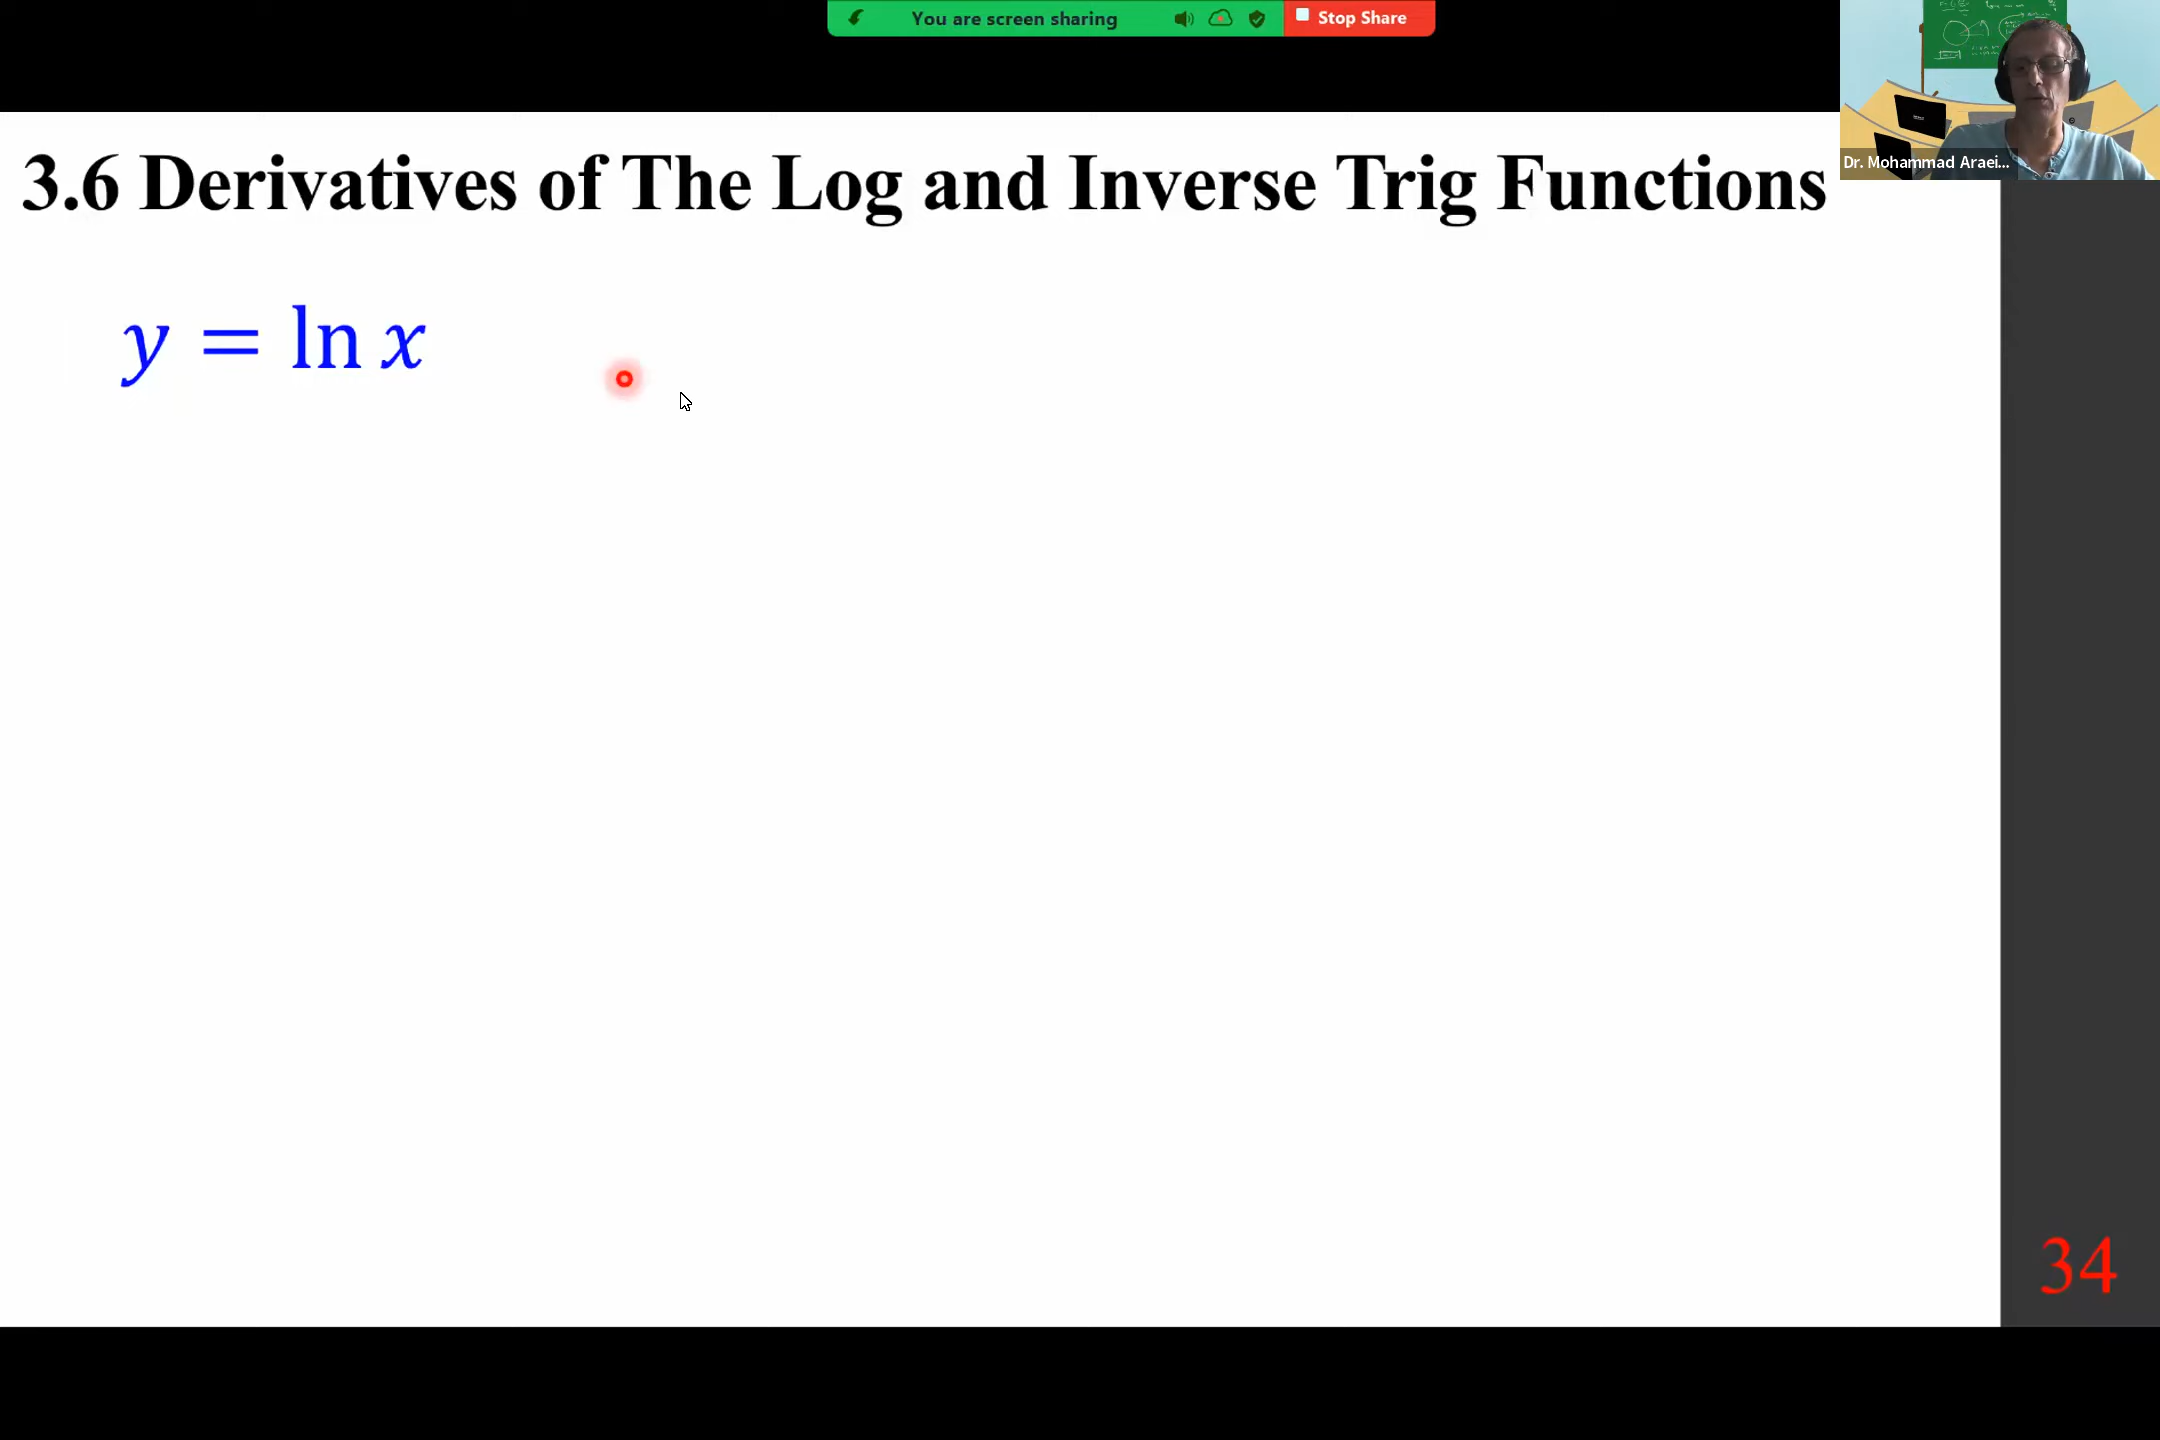 You are screen sharing
Stop Share
Dr. Mohammad Araei...
3.6 Derivatives of The Log and Inverse Trig Functions
y = ln x
34